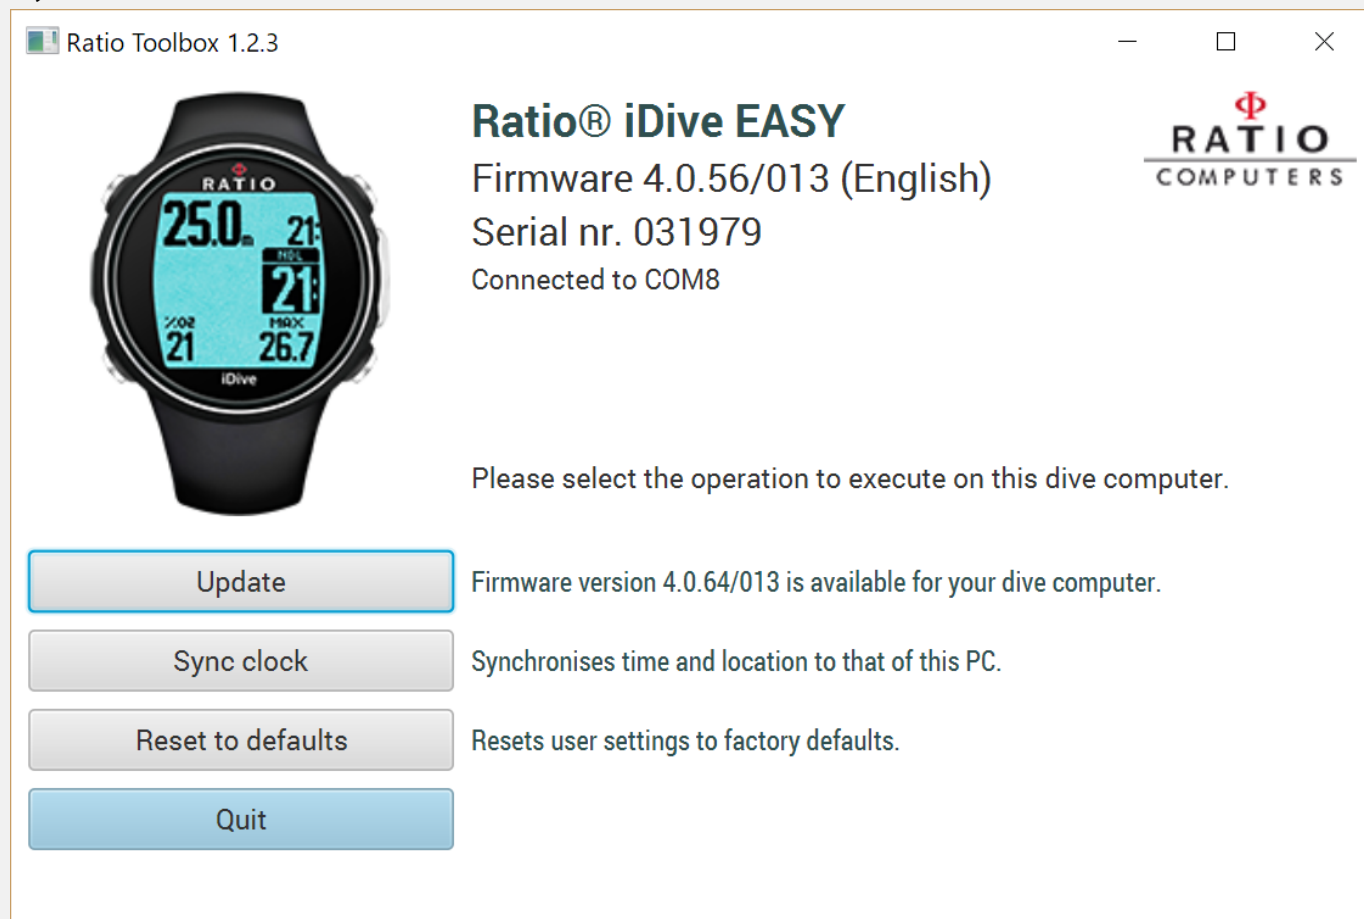 Ratio Toolbox 1.2.3
RATIO
25.0m 21:
NDL
21:
%O2 MAX
21 26.7
iDive
Ratio® iDive EASY
Firmware 4.0.56/013 (English)
Serial nr. 031979
Connected to COM8
RATIO
COMPUTERS
Please select the operation to execute on this dive computer.
Update Firmware version 4.0.64/013 is available for your dive computer.
Sync clock Synchronises time and location to that of this PC.
Reset to defaults Resets user settings to factory defaults.
Quit